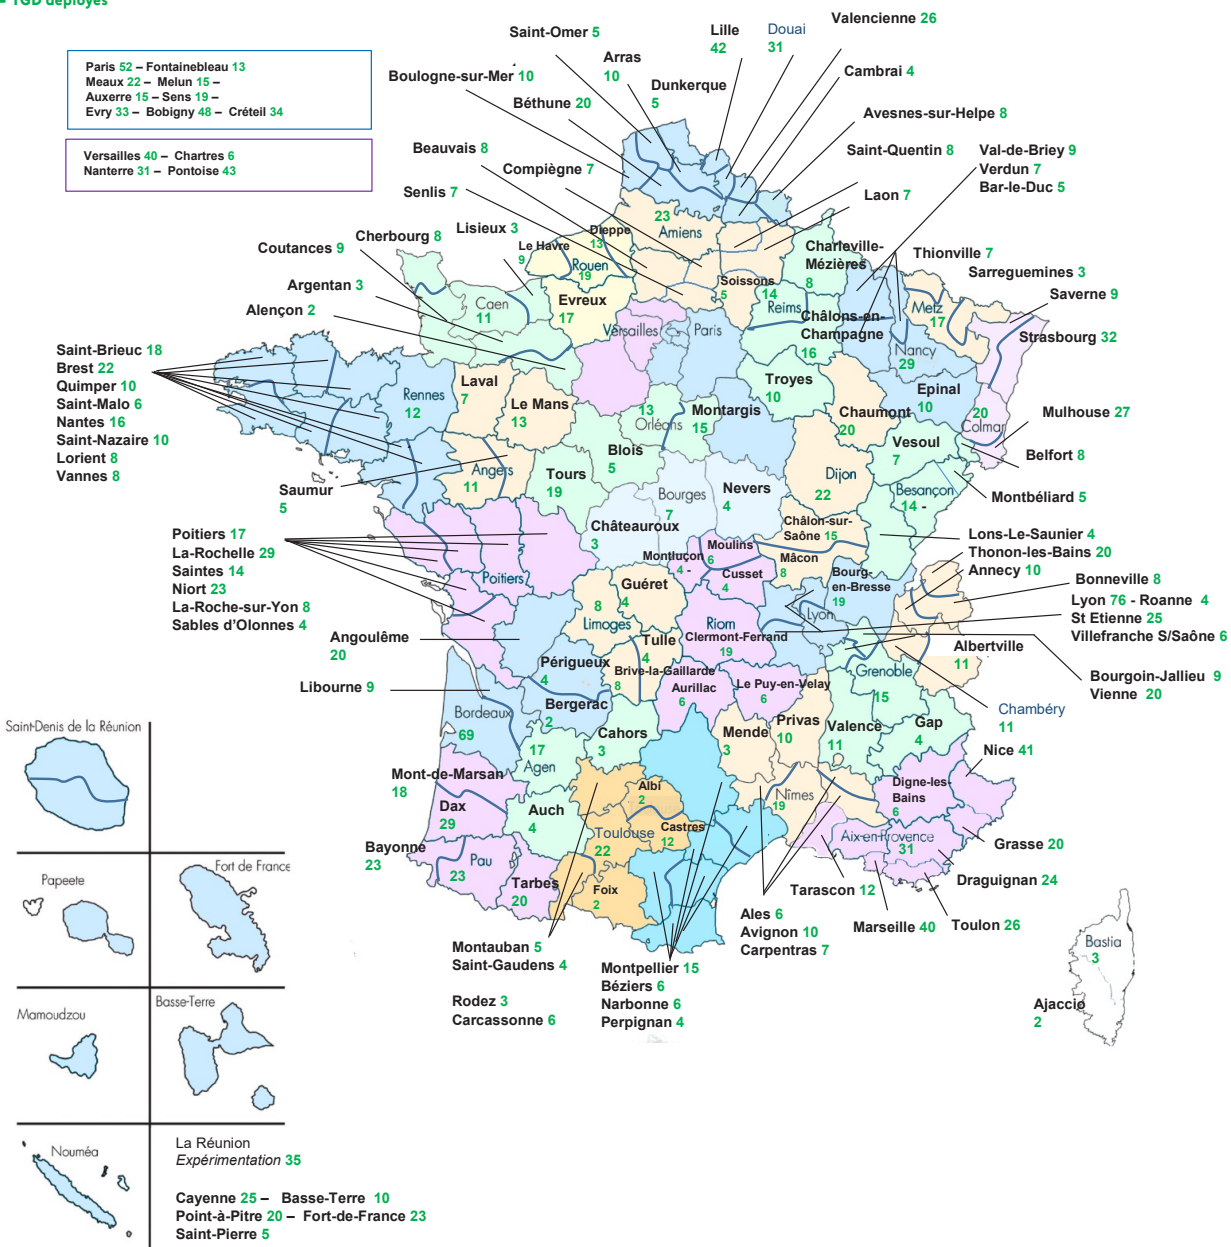 – TGD déployés
Paris 52 – Fontainebleau 13
Meaux 22 – Melun 15 –
Auxerre 15 – Sens 19 –
Evry 33 – Bobigny 48 – Créteil 34
Versailles 40 – Chartres 6
Nanterre 31 – Pontoise 43
Saint-Omer 5
Lille
42
Douai
31
Valencienne 26
Arras
10
Boulogne-sur-Mer 10
Dunkerque
5
Cambrai 4
Béthune 20
Avesnes-sur-Helpe 8
Beauvais 8
Compiègne 7
Saint-Quentin 8
Val-de-Briey 9
Verdun 7
Bar-le-Duc 5
Senlis 7
Laon 7
23
Amiens
Lisieux 3
Dieppe
13
Le Havre
9
Rouen
19
Cherbourg 8
Coutances 9
Charleville-
Mézières
8
Thionville 7
Sarreguemines 3
Saverne 9
Soissons
5
14
Reims
Argentan 3
Alençon 2
Caen
11
Evreux
17
Versailles
Paris
Châlons-en-
Champagne
16
Metz
17
Strasbourg 32
Nancy
29
Saint-Brieuc 18
Brest 22
Quimper 10
Saint-Malo 6
Nantes 16
Saint-Nazaire 10
Lorient 8
Vannes 8
Rennes
12
Laval
7
Le Mans
13
13
Orléans
Montargis
15
Troyes
10
Chaumont
20
Epinal
10
20
Colmar
Mulhouse 27
Belfort 8
Vesoul
7
Blois
5
Angers
11
Tours
19
Saumur
5
Dijon
22
Besançon
14 -
Montbéliard 5
Bourges
7
Nevers
4
Châteauroux
3
Châlon-sur-
Saône 15
Lons-Le-Saunier 4
Thonon-les-Bains 20
Annecy 10
Bonneville 8
Poitiers 17
La-Rochelle 29
Saintes 14
Niort 23
La-Roche-sur-Yon 8
Sables d'Olonnes 4
Poitiers
Moulins
6
Montluçon
4 -
Cusset
4
Mâcon
8
Bourg-
en-Bresse
19
Lyon 76 - Roanne 4
St Etienne 25
Villefranche S/Saône 6
Guéret
4
8
Limoges
Riom
Clermont-Ferrand
19
Lyon
Angoulême
20
Tulle
4
Brive-la-Gaillarde
8
Albertville
11
Bourgoin-Jallieu 9
Vienne 20
Périgueux
4
Aurillac
6
Le Puy-en-Velay
6
Grenoble
15
Libourne 9
Bergerac
2
Chambéry
11
Bordeaux
69
Cahors
3
Mende
3
Privas
10
Valence
11
Gap
4
Nice 41
17
Agen
Mont-de-Marsan
18
Dax
29
Auch
4
Albi
2
Nîmes
19
Digne-les-
Bains
6
Toulouse
22
Castres
12
Aix-en-Provence
31
Grasse 20
Bayonne
23
Pau
23
Tarbes
20
Foix
2
Tarascon 12
Draguignan 24
Marseille 40
Toulon 26
Ales 6
Avignon 10
Carpentras 7
Montauban 5
Saint-Gaudens 4
Rodez 3
Carcassonne 6
Montpellier 15
Béziers 6
Narbonne 6
Perpignan 4
Bastia
3
Ajaccio
2
Saint-Denis de la Réunion
Papeete
Fort de France
Mamoudzou
Basse-Terre
Nouméa
La Réunion
Expérimentation 35
Cayenne 25 – Basse-Terre 10
Point-à-Pitre 20 – Fort-de-France 23
Saint-Pierre 5